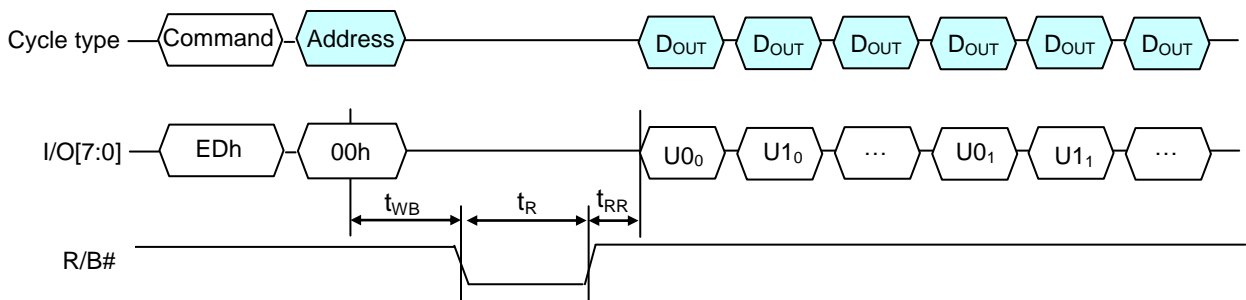 Cycle type Command Address DOUT DOUT DOUT DOUT DOUT DOUT
I/O[7:0] EDh 00h U0₀ U1₀ ... U0₁ U1₁ ...
tWB tR tRR
R/B#